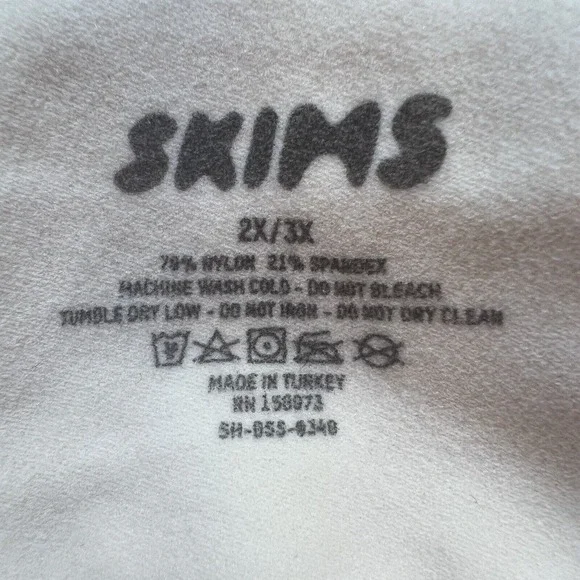 SKIMS
2X/3X
79% NYLON 21% SPANDEX
MACHINE WASH COLD - DO NOT BLEACH
TUMBLE DRY LOW - DO NOT IRON - DO NOT DRY CLEAN
MADE IN TURKEY
RN 158073
SH-DSS-0340